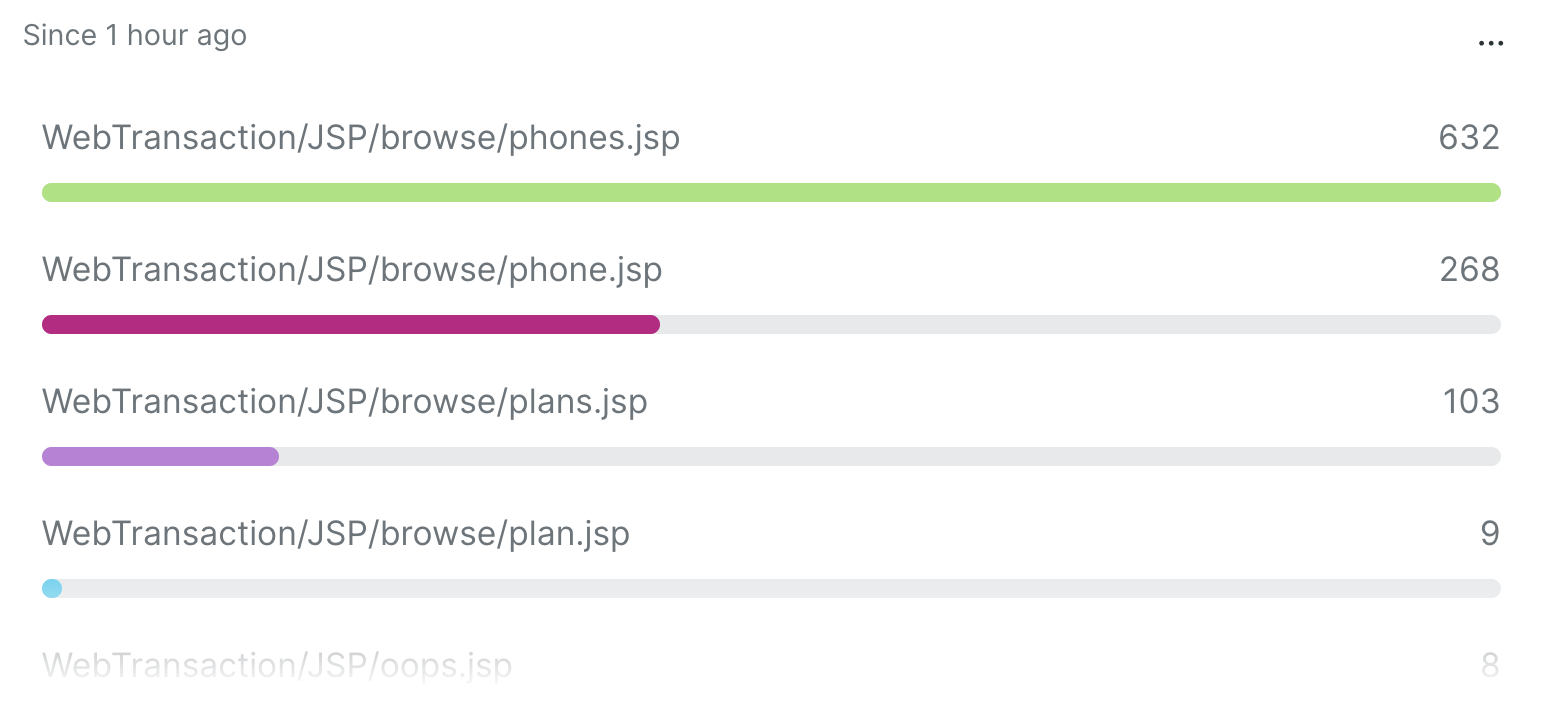 Since 1 hour ago
...
WebTransaction/JSP/browse/phones.jsp 632
WebTransaction/JSP/browse/phone.jsp 268
WebTransaction/JSP/browse/plans.jsp 103
WebTransaction/JSP/browse/plan.jsp 9
WebTransaction/JSP/oops.jsp 8